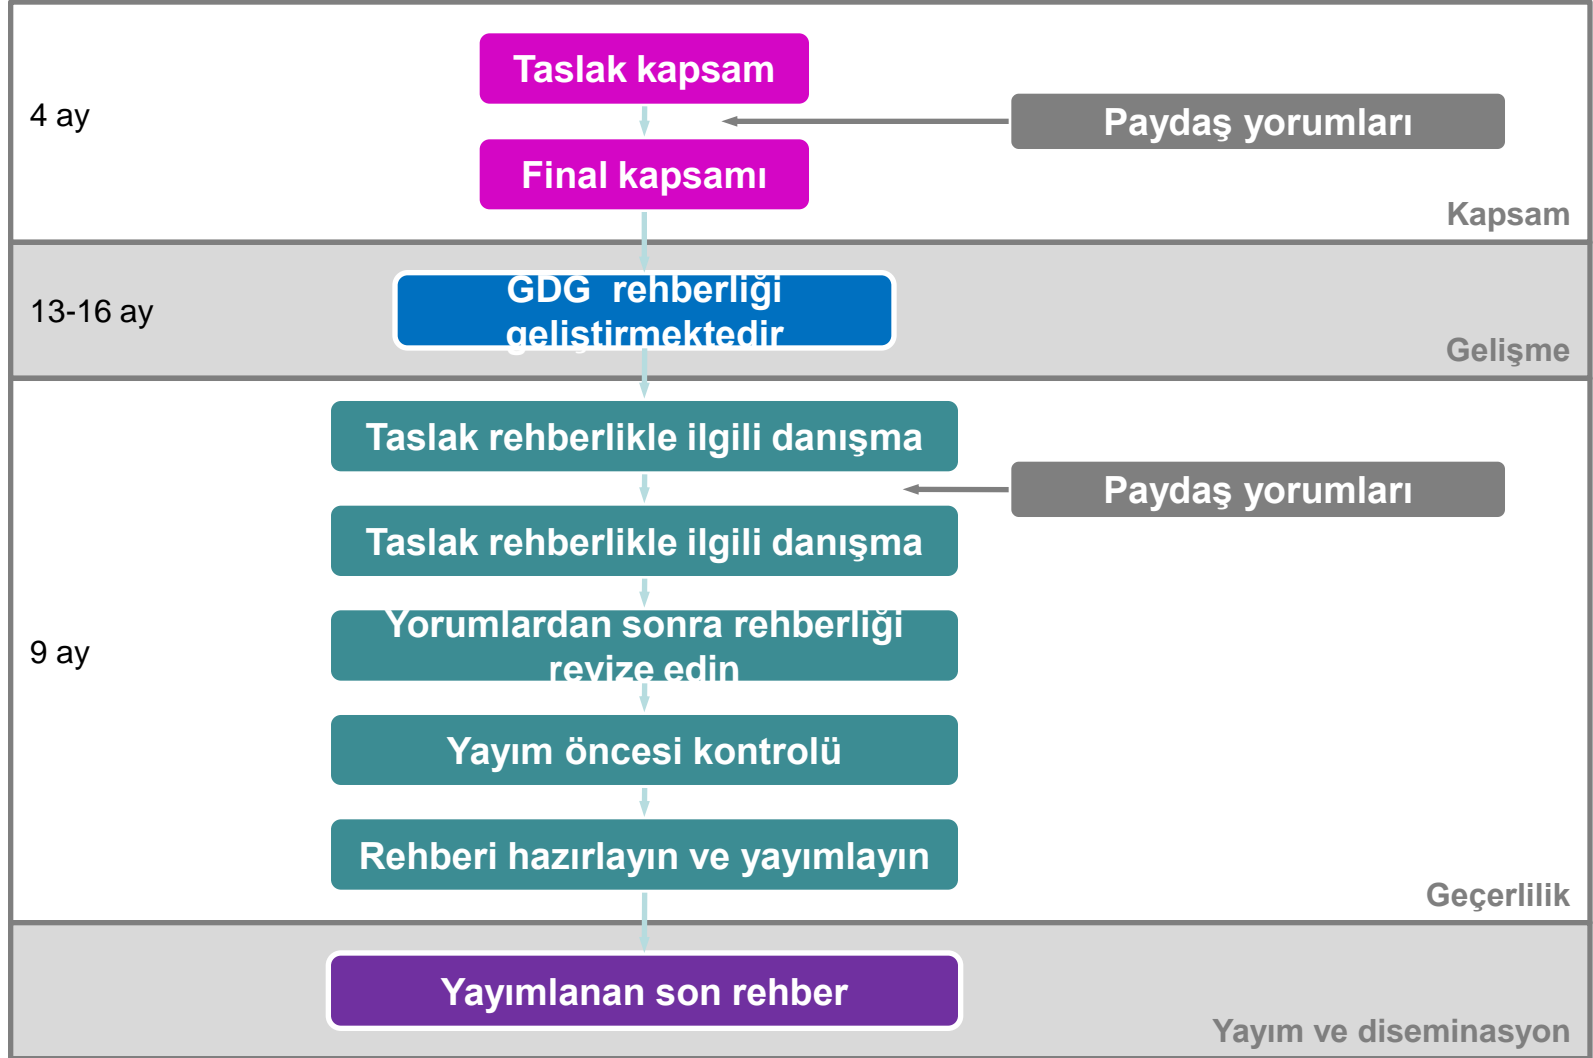 Taslak kapsam
4 ay
Paydaş yorumları
Final kapsamı
Kapsam
GDG rehberliği
geliştirmektedir
13-16 ay
Gelişme
Taslak rehberlikle ilgili danışma
Paydaş yorumları
Taslak rehberlikle ilgili danışma
Yorumlardan sonra rehberliği
revize edin
9 ay
Yayım öncesi kontrolü
Rehberi hazırlayın ve yayımlayın
Geçerlilik
Yayımlanan son rehber
Yayım ve diseminasyon